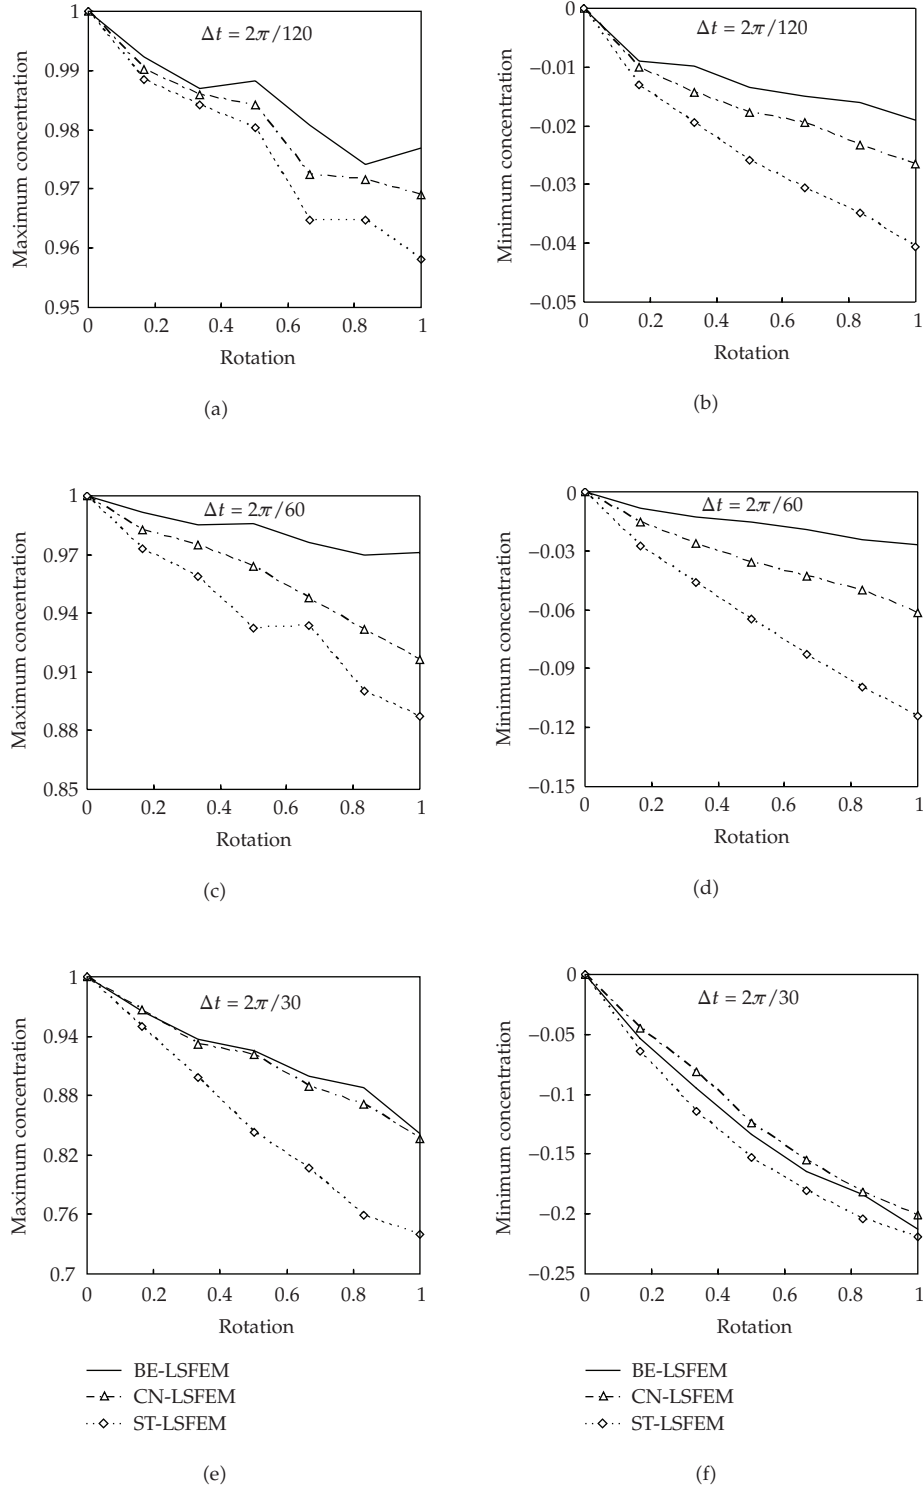 Δt = 2π/120
Maximum concentration
1
0.99
0.98
0.97
0.96
0.95
0
0.2
0.4
0.6
0.8
1
Rotation
(a)
Δt = 2π/120
Minimum concentration
0
−0.01
−0.02
−0.03
−0.04
−0.05
0
0.2
0.4
0.6
0.8
1
Rotation
(b)
Δt = 2π/60
Maximum concentration
1
0.97
0.94
0.91
0.88
0.85
0
0.2
0.4
0.6
0.8
1
Rotation
(c)
Δt = 2π/60
Minimum concentration
0
−0.03
−0.06
−0.09
−0.12
−0.15
0
0.2
0.4
0.6
0.8
1
Rotation
(d)
Δt = 2π/30
Maximum concentration
1
0.94
0.88
0.82
0.76
0.7
0
0.2
0.4
0.6
0.8
1
Rotation
BE-LSFEM
CN-LSFEM
ST-LSFEM
(e)
Δt = 2π/30
Minimum concentration
0
−0.05
−0.1
−0.15
−0.2
−0.25
0
0.2
0.4
0.6
0.8
1
Rotation
BE-LSFEM
CN-LSFEM
ST-LSFEM
(f)